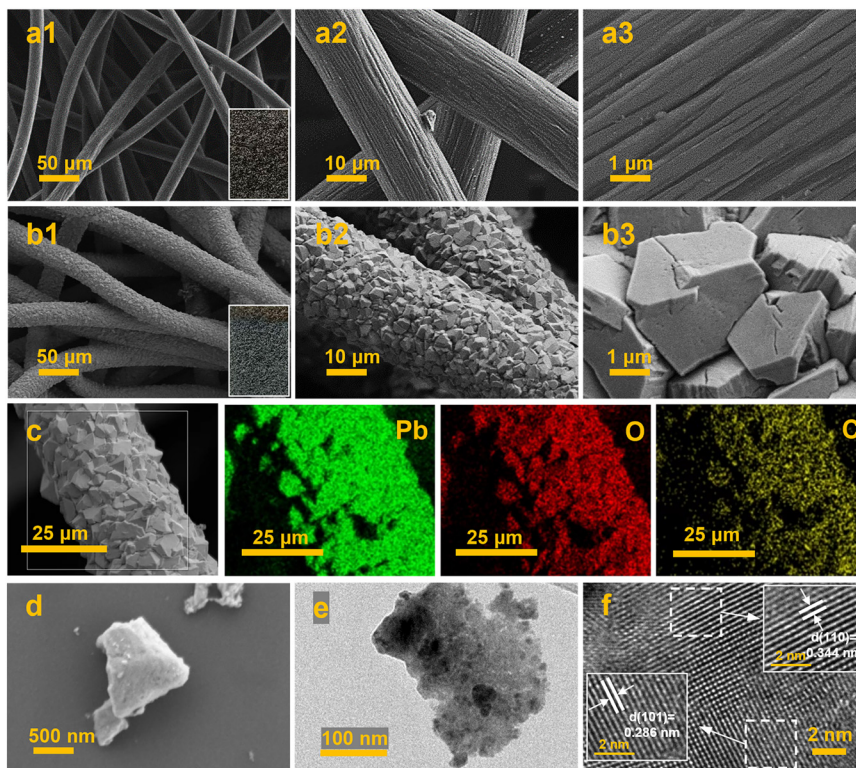 a1
50 µm
a2
10 µm
a3
1 µm
b1
50 µm
b2
10 µm
b3
1 µm
c
25 µm
Pb
25 µm
O
25 µm
C
25 µm
d
500 nm
e
100 nm
f
d(110)=
0.344 nm
2 nm
d(101)=
0.286 nm
2 nm
2 nm